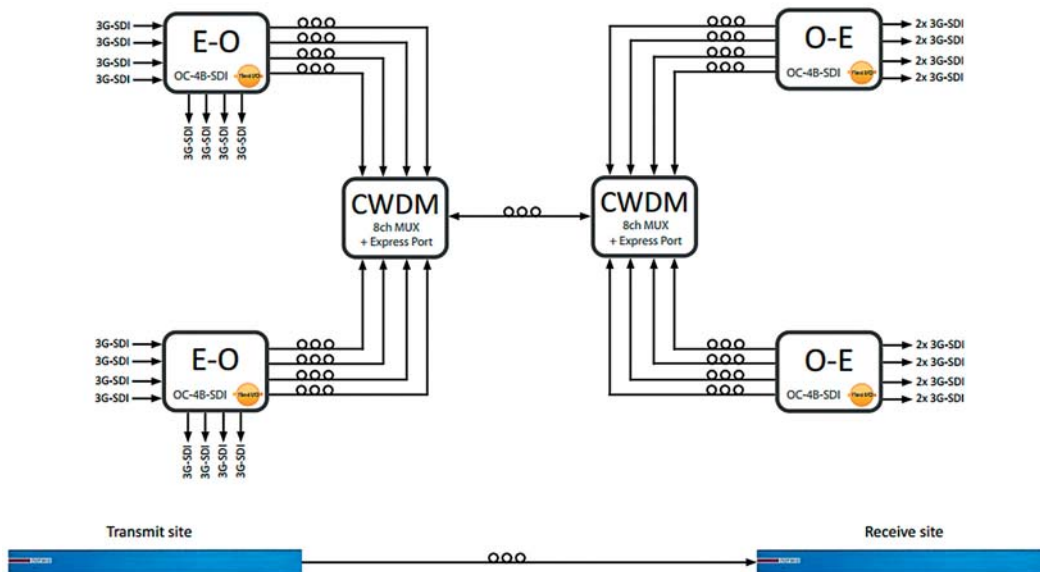 3G-SDI
3G-SDI
3G-SDI
3G-SDI
E-O
OC-4B-SDI
3G-SDI
3G-SDI
3G-SDI
3G-SDI
O-E
OC-4B-SDI
2x 3G-SDI
2x 3G-SDI
2x 3G-SDI
2x 3G-SDI
CWDM
8ch MUX
+ Express Port
CWDM
8ch MUX
+ Express Port
3G-SDI
3G-SDI
3G-SDI
3G-SDI
E-O
OC-4B-SDI
3G-SDI
3G-SDI
3G-SDI
3G-SDI
O-E
OC-4B-SDI
2x 3G-SDI
2x 3G-SDI
2x 3G-SDI
2x 3G-SDI
Transmit site
Receive site